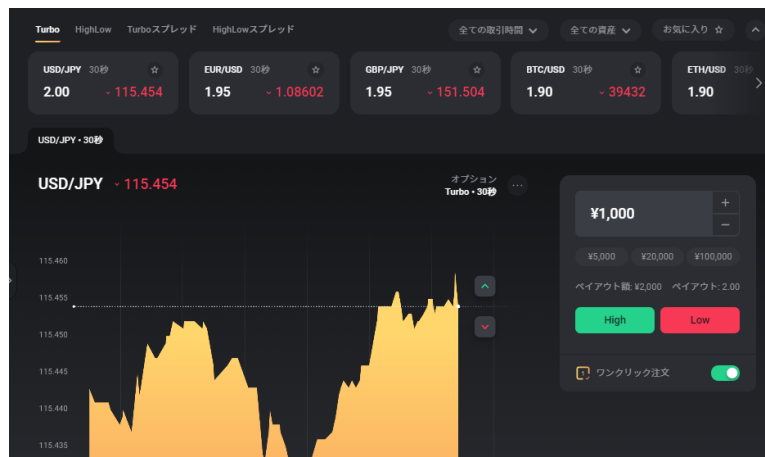 Turbo HighLow Turboスプレッド HighLowスプレッド 全ての取引時間 全ての資産 お気に入り
USD/JPY 30秒 EUR/USD 30秒 GBP/JPY 30秒 BTC/USD 30秒 ETH/USD 30秒
2.00 115.454 1.95 1.08602 1.95 151.504 1.90 39432 1.90
USD/JPY・30秒
USD/JPY 115.454
オプション
Turbo・30秒
115.460
115.455
115.450
115.445
115.440
115.435
¥1,000
+
−
¥5,000 ¥20,000 ¥100,000
ペイアウト額: ¥2,000 ペイアウト: 2.00
High Low
1 ワンクリック注文